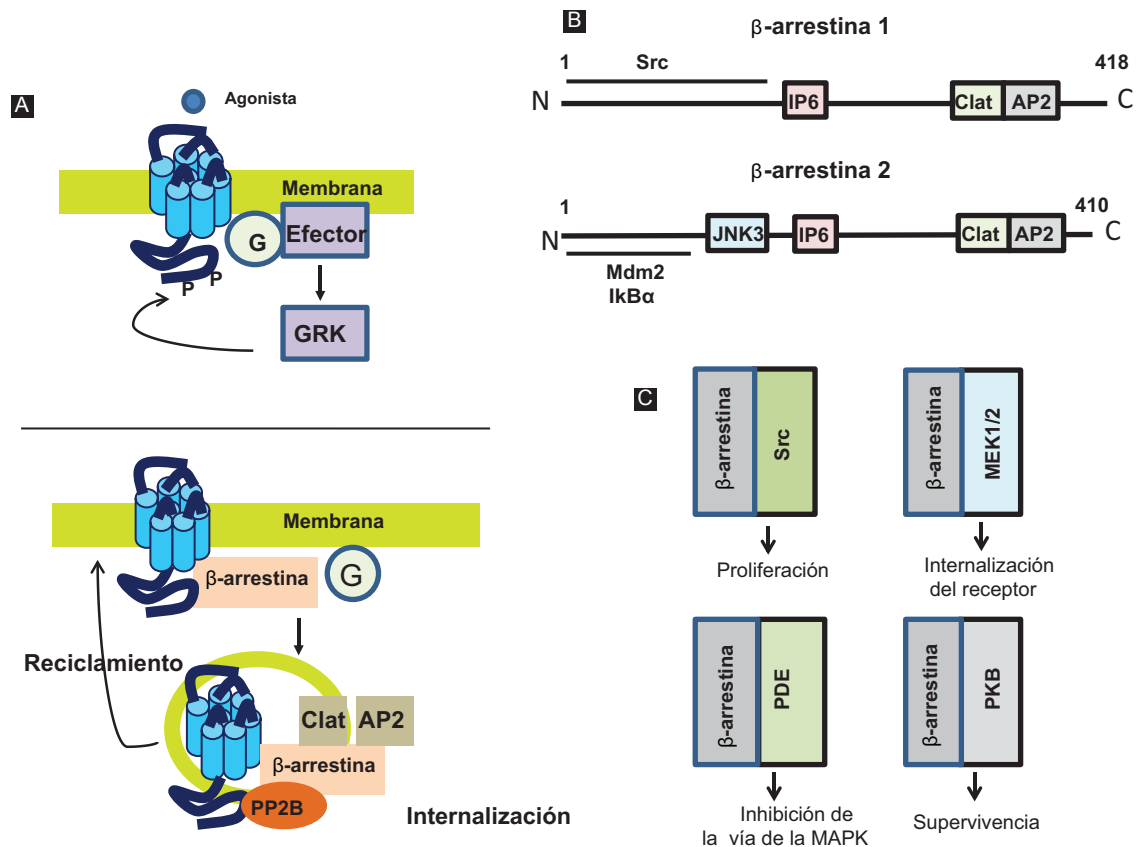 A
Agonista
Membrana
G
Efector
P
P
GRK
Membrana
β-arrestina
G
Reciclamiento
Clat
AP2
β-arrestina
PP2B
Internalización
B
β-arrestina 1
1
Src
418
N
IP6
Clat
AP2
C
β-arrestina 2
1
410
N
JNK3
IP6
Clat
AP2
C
Mdm2
IkBα
C
β-arrestina
Src
Proliferación
β-arrestina
MEK1/2
Internalización
del receptor
β-arrestina
PDE
Inhibición de
la vía de la MAPK
β-arrestina
PKB
Supervivencia